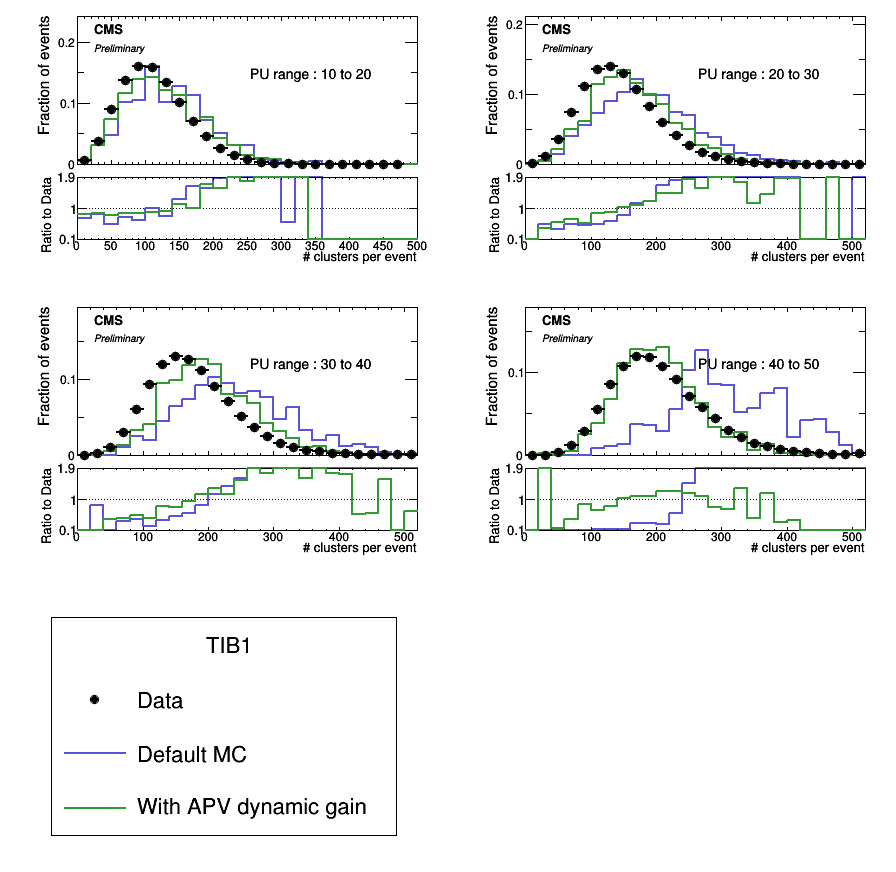 CMS
Preliminary
PU range : 10 to 20
Fraction of events
0.2
0.1
0
Ratio to Data
1.9
1
0.1
0 50 100 150 200 250 300 350 400 450 500
# clusters per event
CMS
Preliminary
PU range : 20 to 30
Fraction of events
0.2
0.1
0
Ratio to Data
1.9
1
0.1
0 100 200 300 400 500
# clusters per event
CMS
Preliminary
PU range : 30 to 40
Fraction of events
0.1
0
Ratio to Data
1.9
1
0.1
0 100 200 300 400 500
# clusters per event
CMS
Preliminary
PU range : 40 to 50
Fraction of events
0.1
0
Ratio to Data
1.9
1
0.1
0 100 200 300 400 500
# clusters per event
TIB1
Data
Default MC
With APV dynamic gain